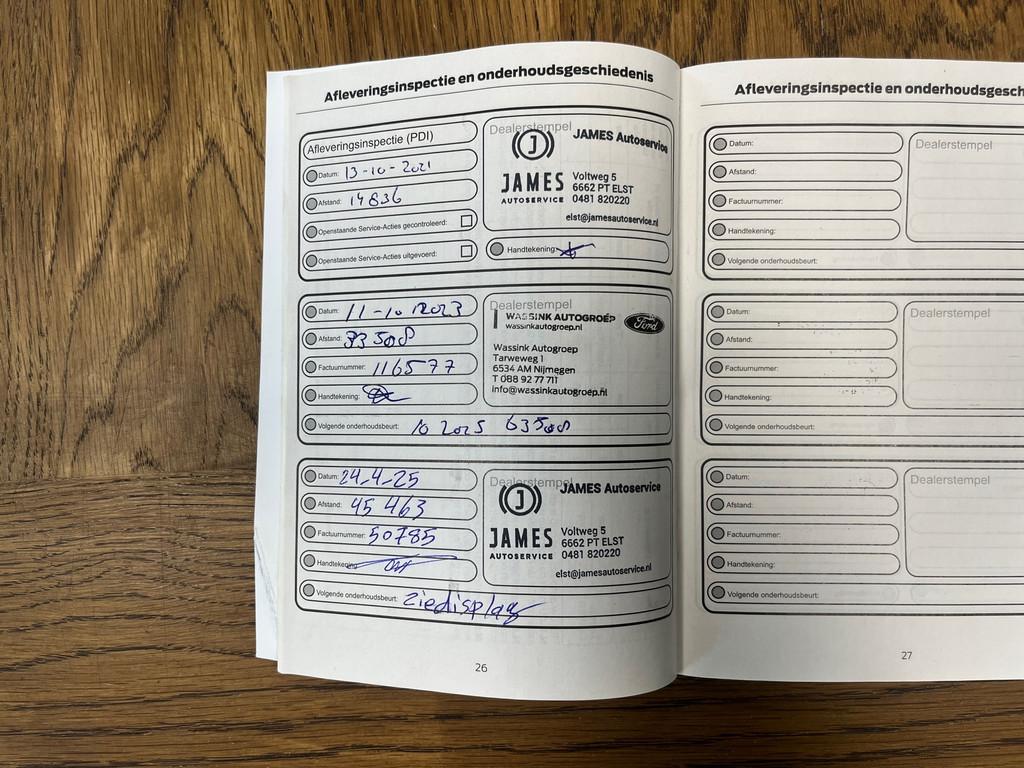 Afleveringsinspectie en onderhoudsgeschiedenis
Afleveringsinspectie (PDI)
Datum: 13-10-2021
Afstand: 14836
Openstaande Service-Acties gecontroleerd:
Openstaande Service-Acties uitgevoerd:
Dealerstempel
JAMES Autoservice
JAMES
AUTOSERVICE
Voltweg 5
6662 PT ELST
0481 820220
elst@jamesautoservice.nl
Handtekening:
Datum: 11-10 2023
Afstand: 33508
Factuurnummer: 116577
Handtekening:
Dealerstempel
WASSINK AUTOGROEP
wassinkautogroep.nl
Ford
Wassink Autogroep
Tarweweg 1
6534 AM Nijmegen
T 088 92 77 711
info@wassinkautogroep.nl
Volgende onderhoudsbeurt: 10 2025 63508
Datum: 24-4-25
Afstand: 45 463
Factuurnummer: 50785
Handtekening
Dealerstempel
JAMES Autoservice
JAMES
AUTOSERVICE
Voltweg 5
6662 PT ELST
0481 820220
elst@jamesautoservice.nl
Volgende onderhoudsbeurt: Ziedisplay
26
Afleveringsinspectie en onderhoudsgesch
Datum:
Afstand:
Factuurnummer:
Handtekening:
Dealerstempel
Volgende onderhoudsbeurt:
Datum:
Afstand:
Factuurnummer:
Handtekening:
Dealerstempel
Volgende onderhoudsbeurt:
Datum:
Afstand:
Factuurnummer:
Handtekening:
Dealerstempel
Volgende onderhoudsbeurt:
27